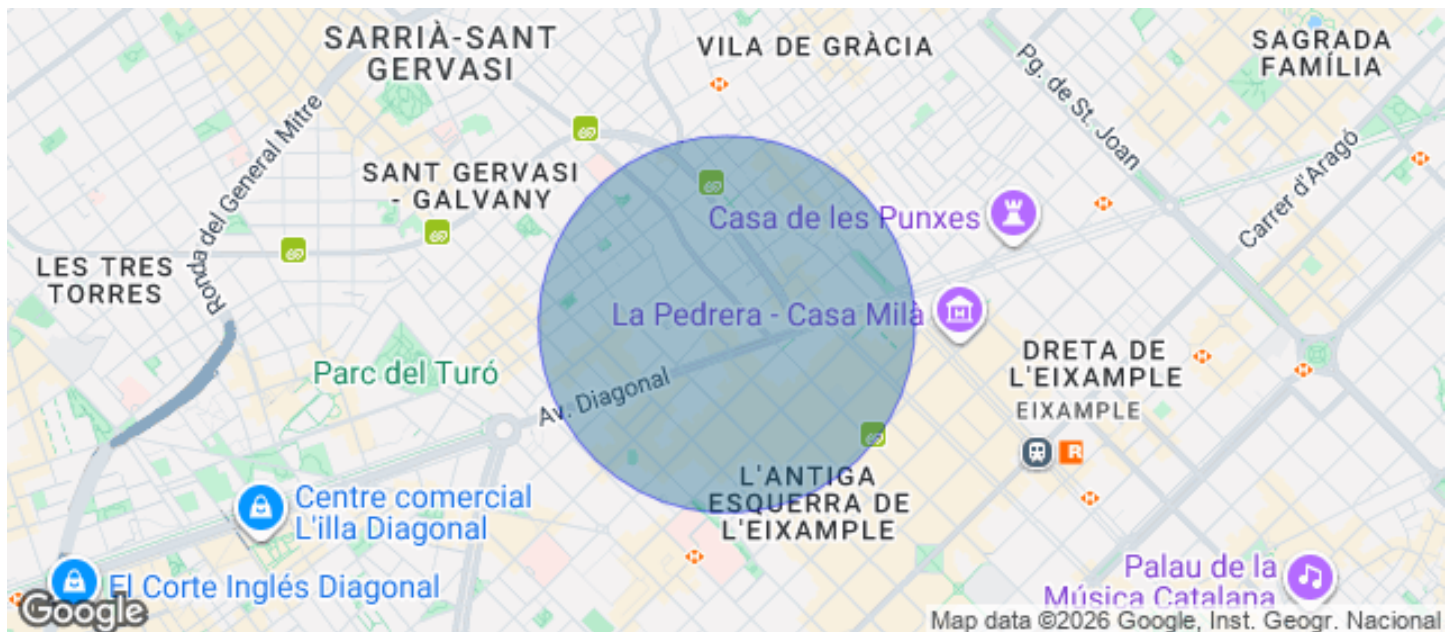 SARRIÀ-SANT
GERVASI
VILA DE GRÀCIA
SAGRADA
FAMÍLIA
Pg. de St. Joan
Ronda del General Mitre
Carrer d'Aragó
SANT GERVASI
- GALVANY
Casa de les Punxes
LES TRES
TORRES
La Pedrera - Casa Milà
DRETA DE
L'EIXAMPLE
EIXAMPLE
Parc del Turó
Av. Diagonal
R
L'ANTIGA
ESQUERRA DE
L'EIXAMPLE
Centre comercial
L'illa Diagonal
El Corte Inglés Diagonal
Palau de la
Música Catalana
Google
Map data ©2026 Google, Inst. Geogr. Nacional